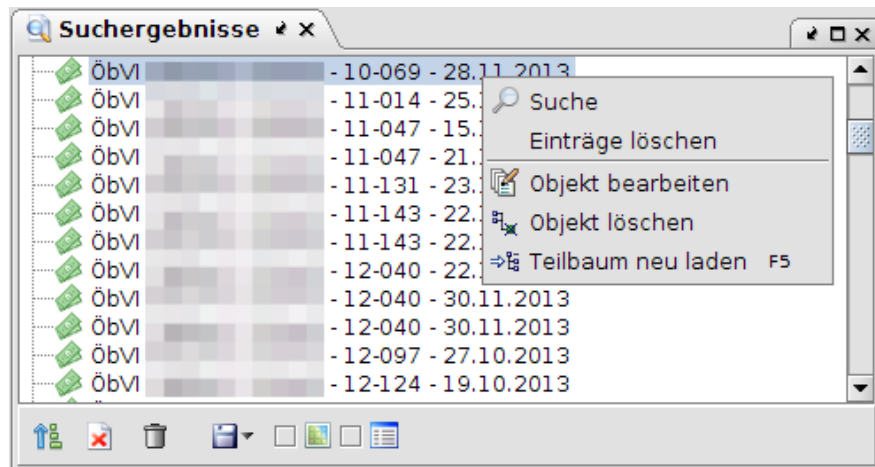 Suchergebnisse
ÖbVI - 10-069 - 28.11.2013
ÖbVI - 11-014 - 25.
ÖbVI - 11-047 - 15.
ÖbVI - 11-047 - 21.
ÖbVI - 11-131 - 23.
ÖbVI - 11-143 - 22.
ÖbVI - 11-143 - 22.
ÖbVI - 12-040 - 22.
ÖbVI - 12-040 - 30.11.2013
ÖbVI - 12-040 - 30.11.2013
ÖbVI - 12-097 - 27.10.2013
ÖbVI - 12-124 - 19.10.2013
Suche
Einträge löschen
Objekt bearbeiten
Objekt löschen
Teilbaum neu laden F5